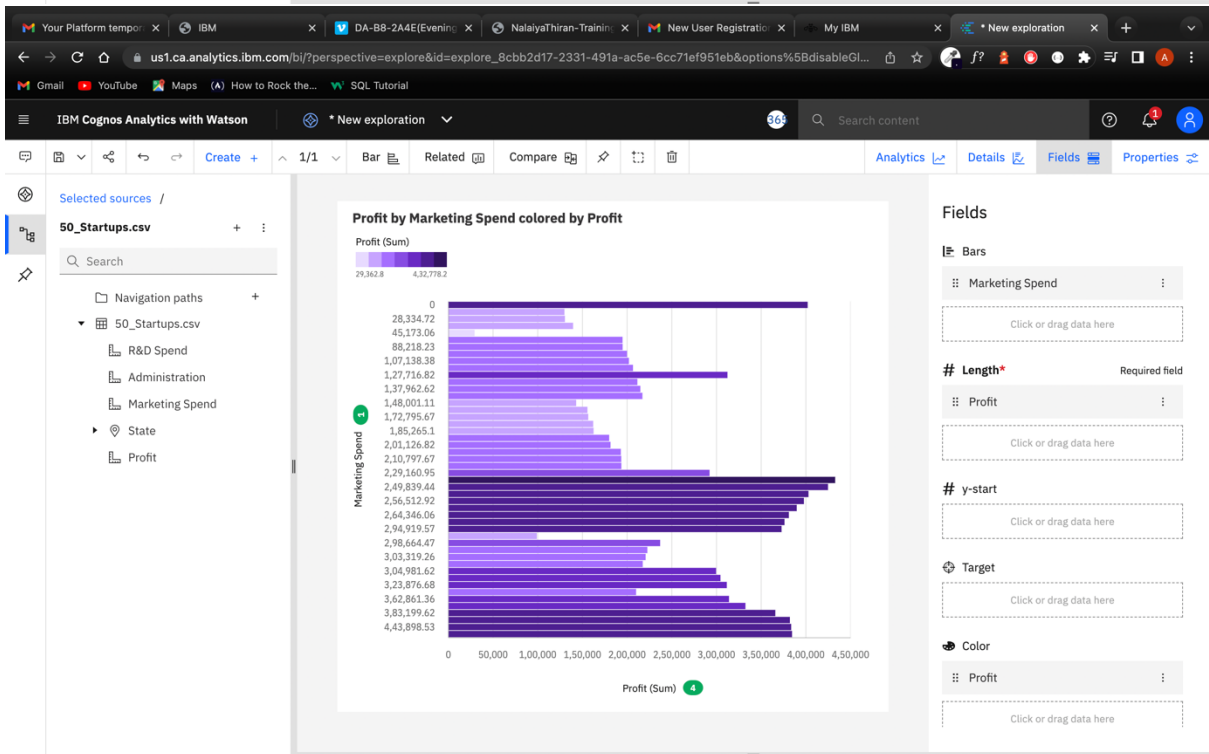 Your Platform tempor
IBM
DA-B8-2A4E(Evening
NalaiyaThiran-Training
New User Registratio
My IBM
* New exploration
us1.ca.analytics.ibm.com/bi/?perspective=explore&id=explore_8cbb2d17-2331-491a-ac5e-6cc71ef951eb&options%5BdisableGl...
f?
A
Gmail
YouTube
Maps
How to Rock the...
SQL Tutorial
IBM Cognos Analytics with Watson
* New exploration
365
Search content
1
Create +
1/1
Bar
Related
Compare
Analytics
Details
Fields
Properties
Selected sources /
50_Startups.csv
Search
Navigation paths
50_Startups.csv
R&D Spend
Administration
Marketing Spend
State
Profit
Profit by Marketing Spend colored by Profit
Profit (Sum)
29,362.8 4,32,778.2
0
28,334.72
45,173.06
88,218.23
1,07,138.38
1,27,716.82
1,37,962.62
1,48,001.11
1,72,795.67
1,85,265.1
2,01,126.82
2,10,797.67
2,29,160.95
2,49,839.44
2,56,512.92
2,64,346.06
2,94,919.57
2,98,664.47
3,03,319.26
3,04,981.62
3,23,876.68
3,62,861.36
3,83,199.62
4,43,898.53
Marketing Spend 1
0 50,000 1,00,000 1,50,000 2,00,000 2,50,000 3,00,000 3,50,000 4,00,000 4,50,000
Profit (Sum) 4
Fields
Bars
Marketing Spend
Click or drag data here
# Length* Required field
Profit
Click or drag data here
# y-start
Click or drag data here
Target
Click or drag data here
Color
Profit
Click or drag data here